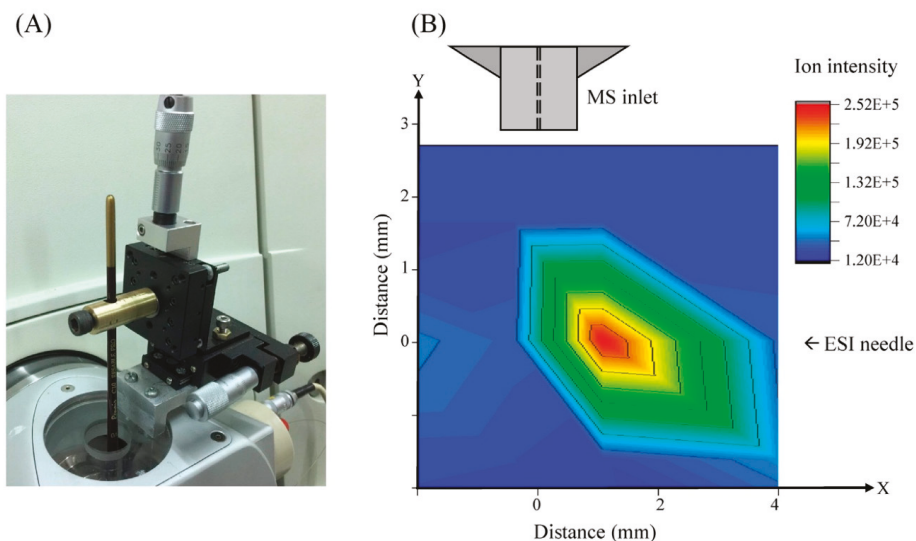 (A)
(B)
Y
MS inlet
Ion intensity
2.52E+5
1.92E+5
1.32E+5
7.20E+4
1.20E+4
3
2
1
0
Distance (mm)
← ESI needle
0
2
4
X
Distance (mm)